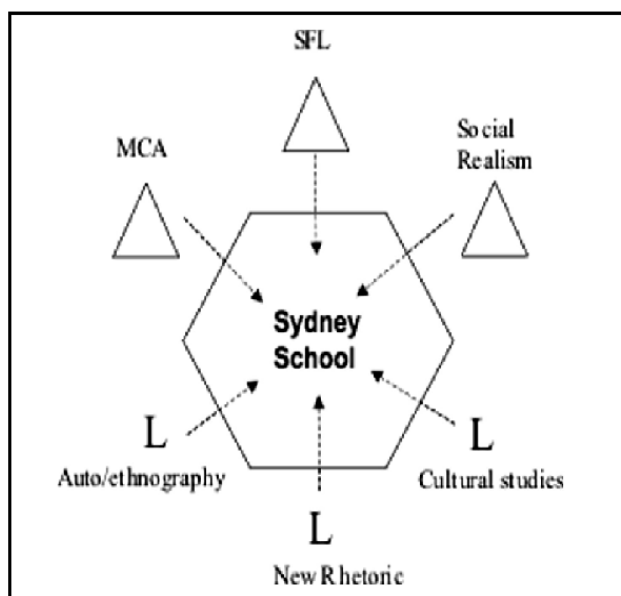 SFL
MCA
Social
Realism
Sydney
School
L
Auto/ethnography
L
Cultural studies
L
New Rhetoric